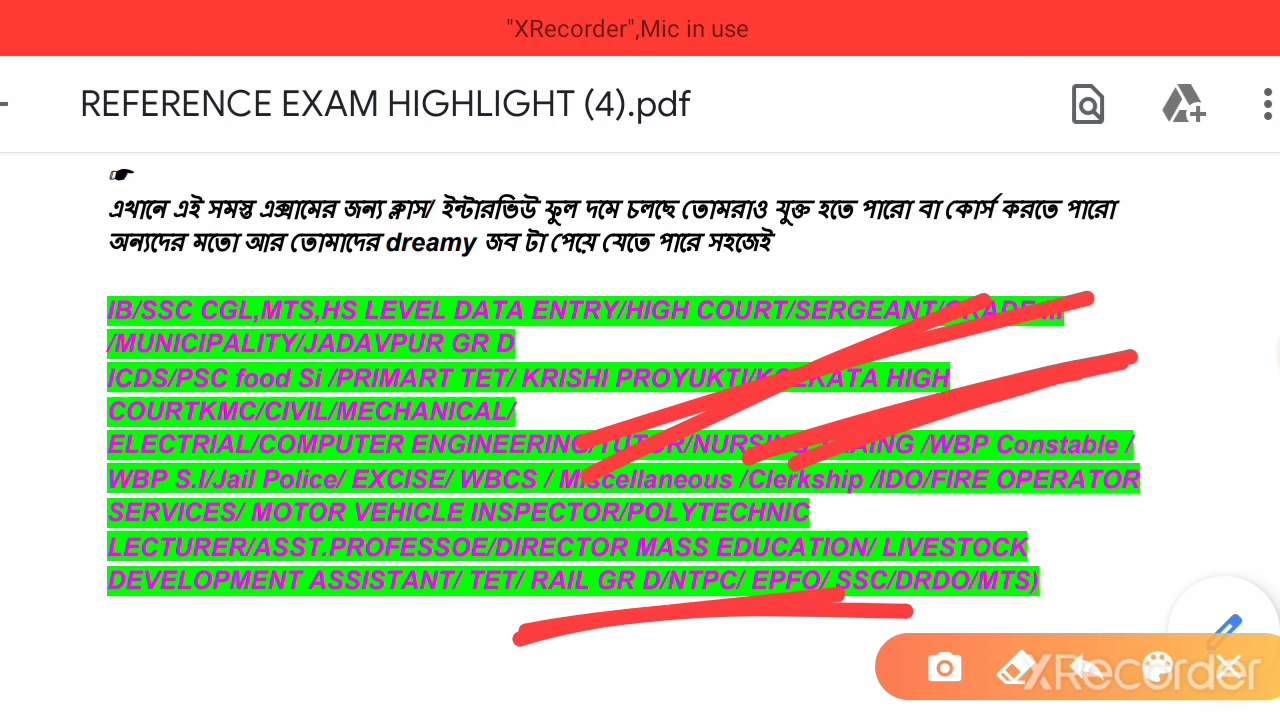 "XRecorder",Mic in use
REFERENCE EXAM HIGHLIGHT (4).pdf
এখানে এই সমস্ত এক্সামের জন্য ক্লাস/ ইন্টারভিউ ফুল দমে চলছে তোমরাও যুক্ত হতে পারো বা কোর্স করতে পারো
অন্যদের মতো আর তোমাদের dreamy জব টা পেয়ে যেতে পারে সহজেই
IB/SSC CGL,MTS,HS LEVEL DATA ENTRY/HIGH COURT/SERGEANT/
/MUNICIPALITY/JADAVPUR GR D
ICDS/PSC food Si /PRIMART TET/ KRISHI PROYUKTI/KOLKATA HIGH
COURTKMC/CIVIL/MECHANICAL/
ELECTRIAL/COMPUTER ENGINEERING/TUTOR/NURSING /WBP Constable /
WBP S.I/Jail Police/ EXCISE/ WBCS / Miscellaneous /Clerkship /IDO/FIRE OPERATOR
SERVICES/ MOTOR VEHICLE INSPECTOR/POLYTECHNIC
LECTURER/ASST.PROFESSOE/DIRECTOR MASS EDUCATION/ LIVESTOCK
DEVELOPMENT ASSISTANT/ TET/ RAIL GR D/NTPC/ EPFO/ SSC/DRDO/MTS)
XRecorder